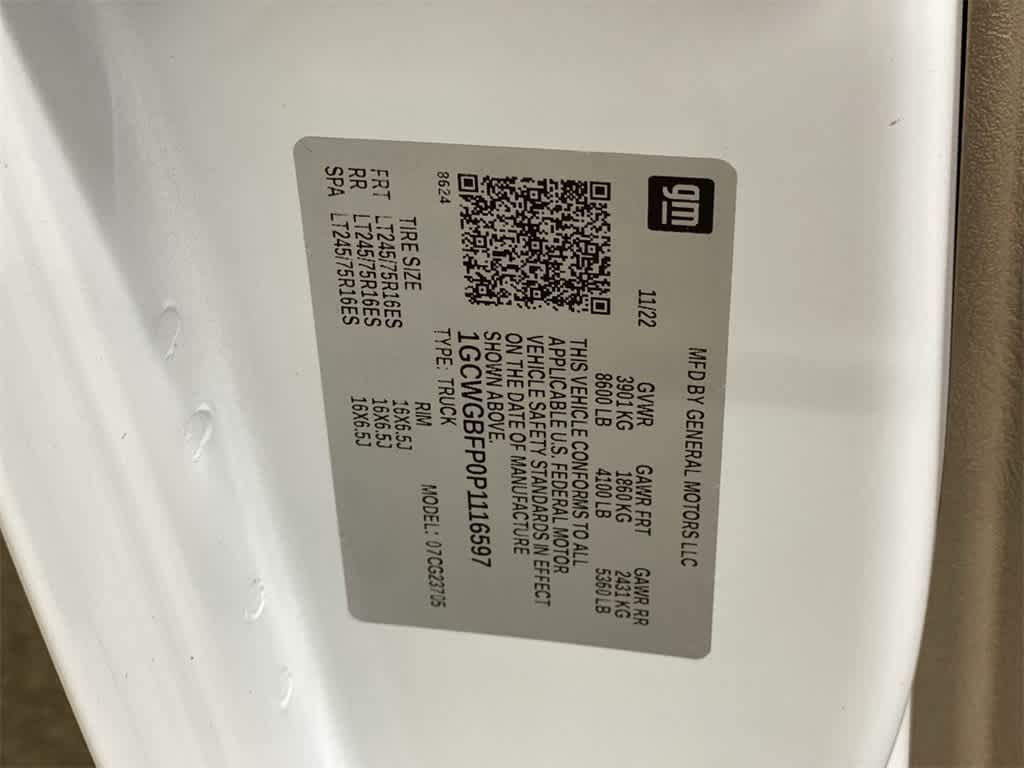 gm
MFD BY GENERAL MOTORS LLC
11/22
GVWR GAWR FRT GAWR RR
3901 KG 1860 KG 2431 KG
8600 LB 4100 LB 5360 LB
THIS VEHICLE CONFORMS TO ALL
APPLICABLE U.S. FEDERAL MOTOR
VEHICLE SAFETY STANDARDS IN EFFECT
ON THE DATE OF MANUFACTURE
SHOWN ABOVE.
1GCWGBFP0P1116597
8624
TYPE: TRUCK MODEL: 07CG23705
TIRE SIZE RIM
FRT LT245/75R16ES 16X6.5J
RR LT245/75R16ES 16X6.5J
SPA LT245/75R16ES 16X6.5J